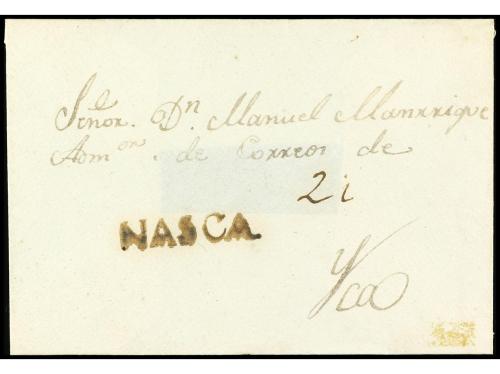 Señor. Dn. Manuel Manrrique
Admor. de Correos de
2i
NASCA
Yca